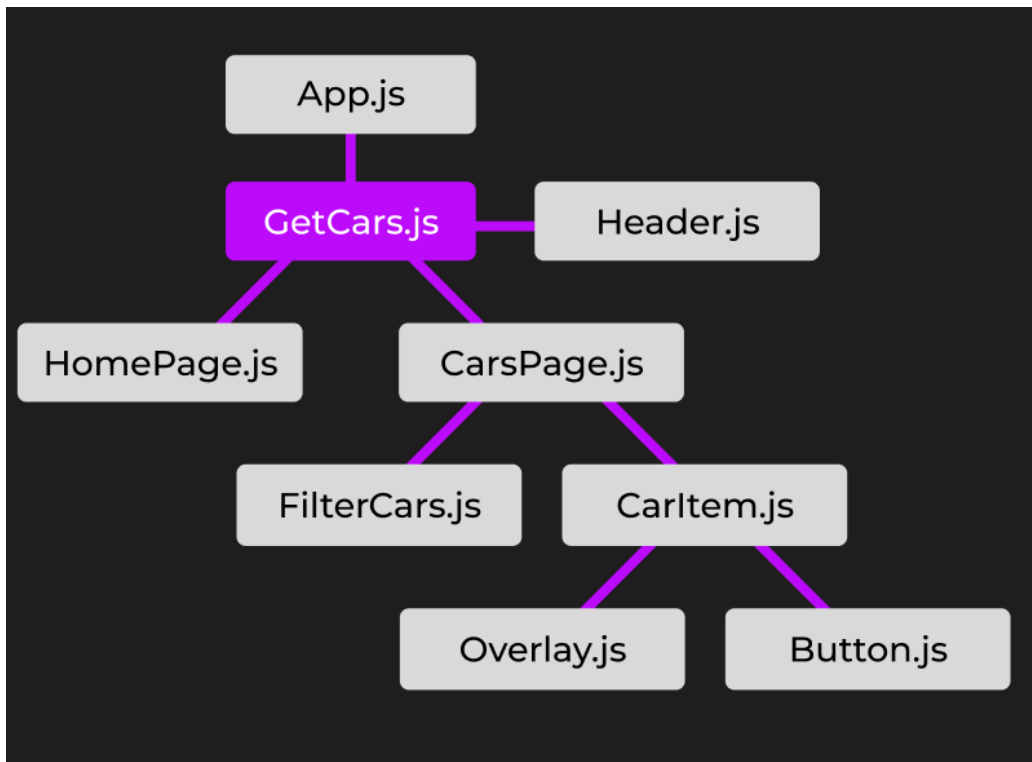 App.js
GetCars.js
Header.js
HomePage.js
CarsPage.js
FilterCars.js
CarItem.js
Overlay.js
Button.js